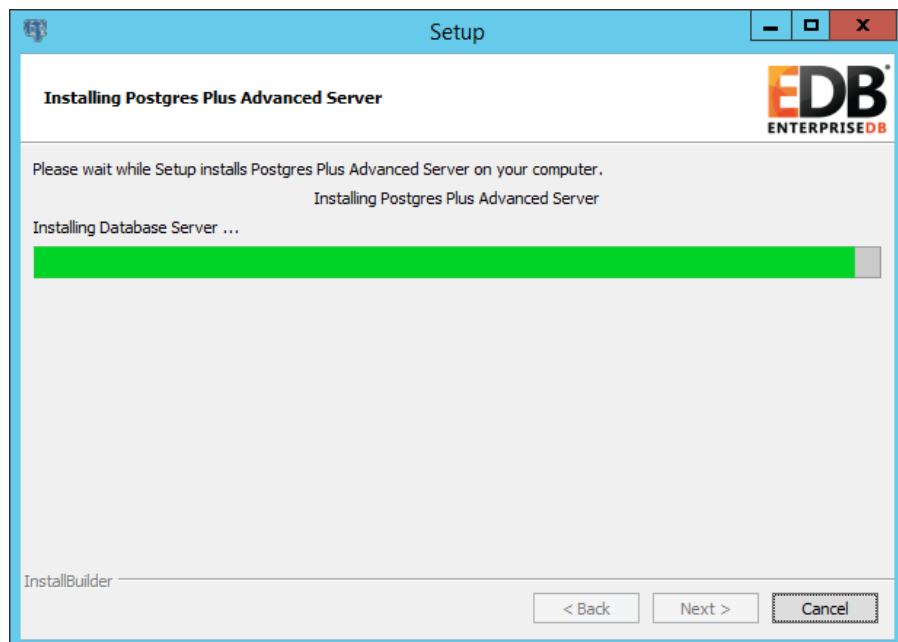 Setup
Installing Postgres Plus Advanced Server
EDB
ENTERPRISEDB
Please wait while Setup installs Postgres Plus Advanced Server on your computer.
Installing Postgres Plus Advanced Server
Installing Database Server ...
InstallBuilder
< Back
Next >
Cancel